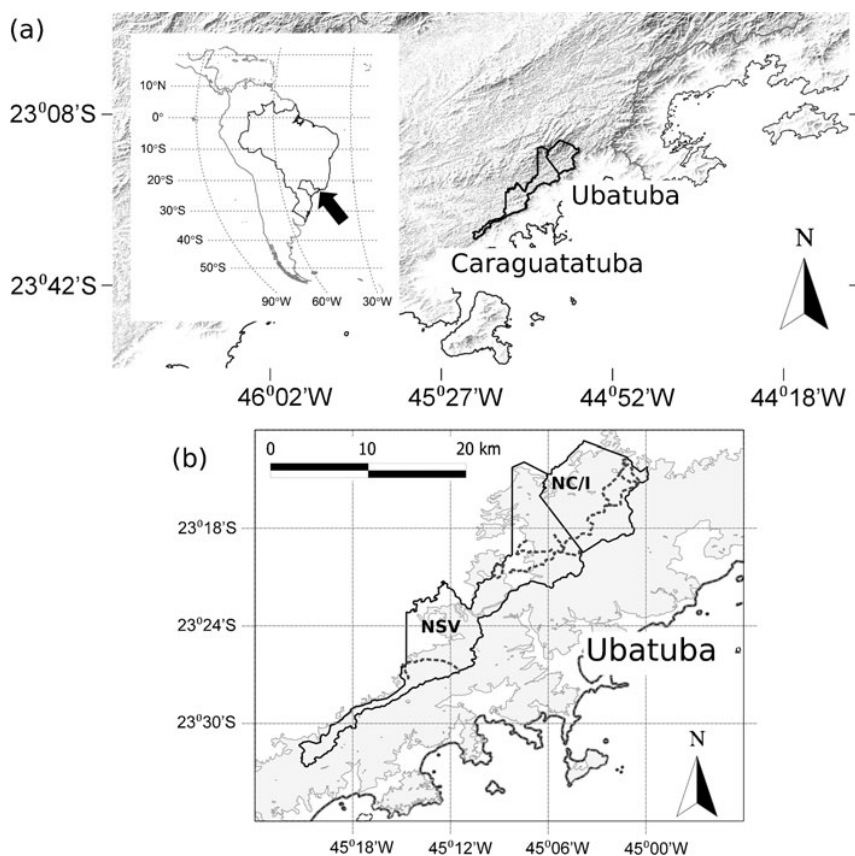 (a)
10°N
0°
10°S
20°S
30°S
40°S
50°S
90°W
60°W
30°W
23⁰08'S
23⁰42'S
Ubatuba
Caraguatatuba
N
46⁰02'W
45⁰27'W
44⁰52'W
44⁰18'W
(b)
0 10 20 km
NC/I
NSV
Ubatuba
23⁰18'S
23⁰24'S
23⁰30'S
N
45⁰18'W
45⁰12'W
45⁰06'W
45⁰00'W